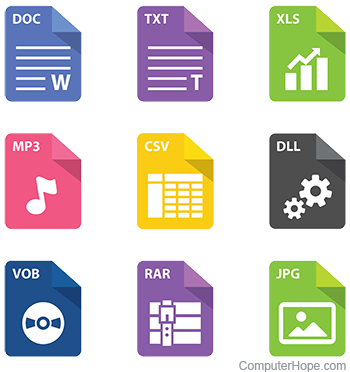 DOC TXT XLS
W T
MP3 CSV DLL
VOB RAR JPG
ComputerHope.com